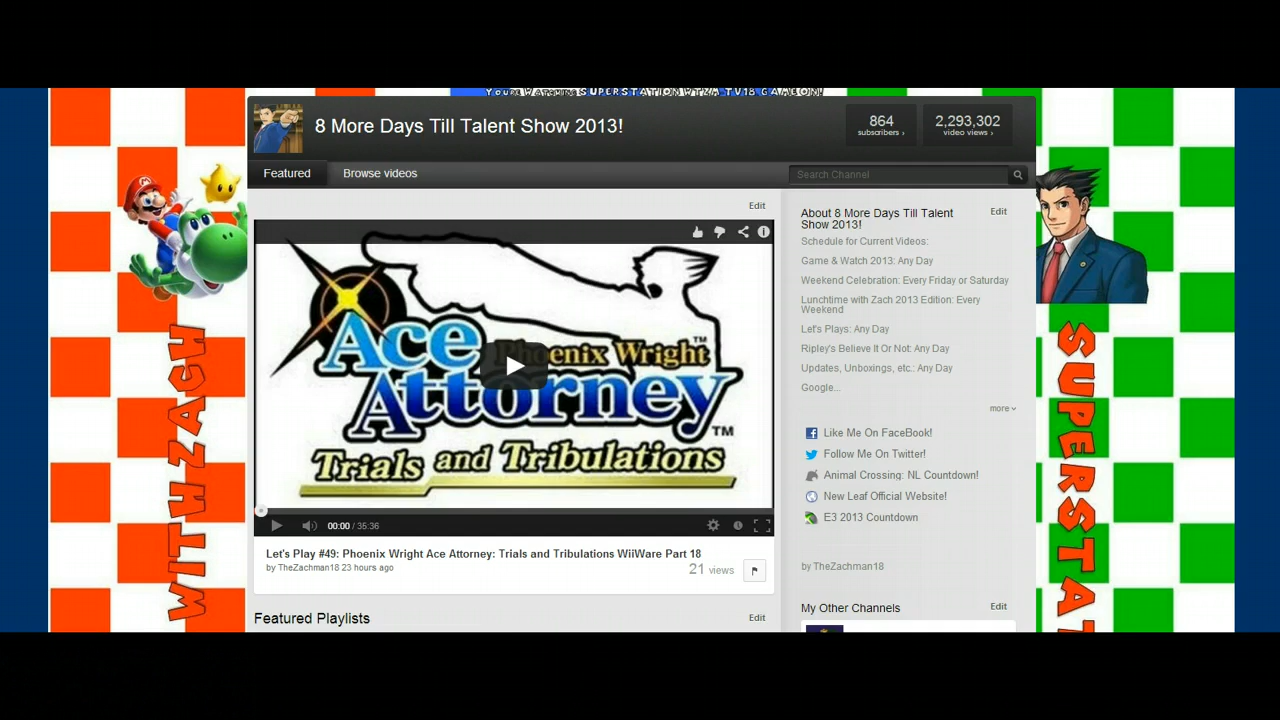 SUPERSTATION
8 More Days Till Talent Show 2013!
864
subscribers ›
2,293,302
video views ›
Featured
Browse videos
Search Channel
Edit
Ace
Phoenix Wright™
Attorney™
Trials and Tribulations
00:00 / 35:36
Let's Play #49: Phoenix Wright Ace Attorney: Trials and Tribulations WiiWare Part 18
by TheZachman18 23 hours ago
21 views
Featured Playlists
Edit
About 8 More Days Till Talent
Show 2013!
Edit
Schedule for Current Videos:
Game & Watch 2013: Any Day
Weekend Celebration: Every Friday or Saturday
Lunchtime with Zach 2013 Edition: Every
Weekend
Let's Plays: Any Day
Ripley's Believe It Or Not: Any Day
Updates, Unboxings, etc.: Any Day
Google...
more
Like Me On FaceBook!
Follow Me On Twitter!
Animal Crossing: NL Countdown!
New Leaf Official Website!
E3 2013 Countdown
by TheZachman18
My Other Channels
Edit
WITH ZACH
SUPERSTAT